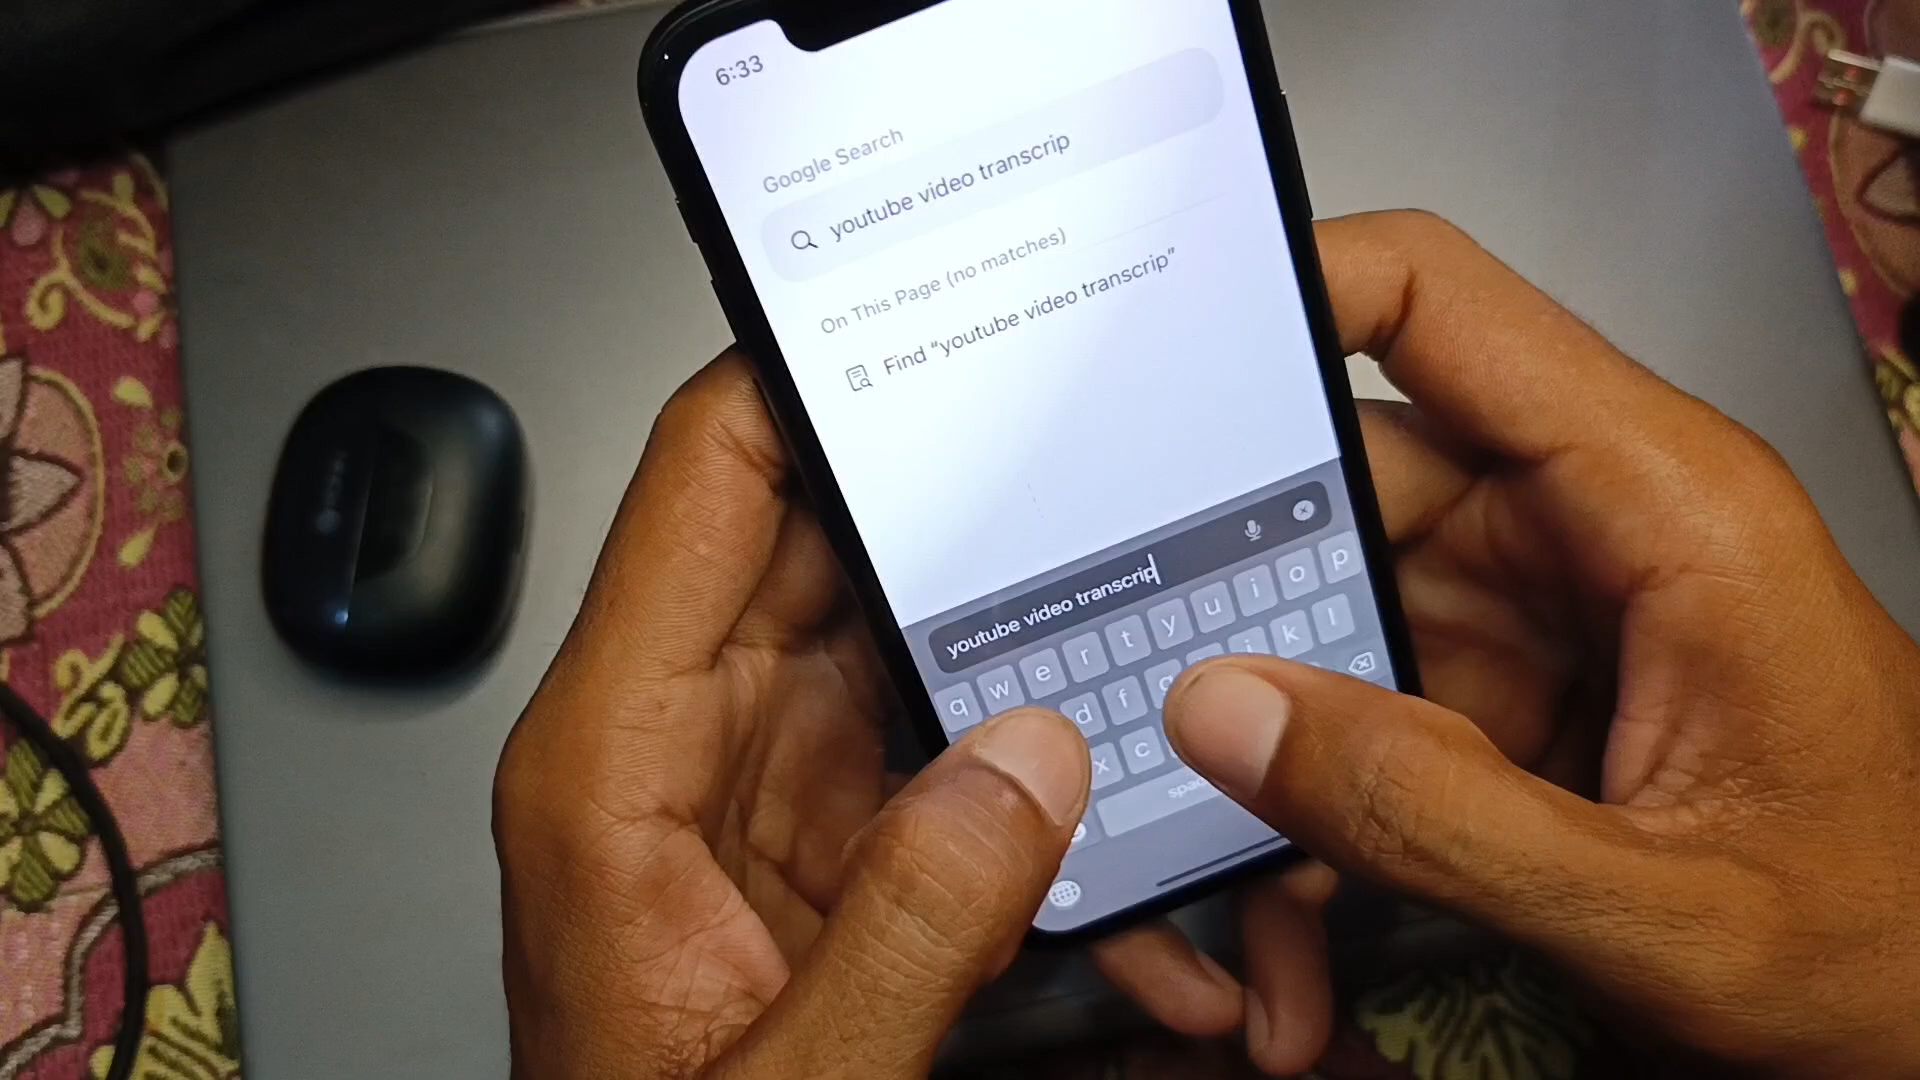 6:33
Google Search
youtube video transcrip
On This Page (no matches)
Find “youtube video transcrip”
youtube video transcrip
q w e r t y u i o p
d f g j k l
x c